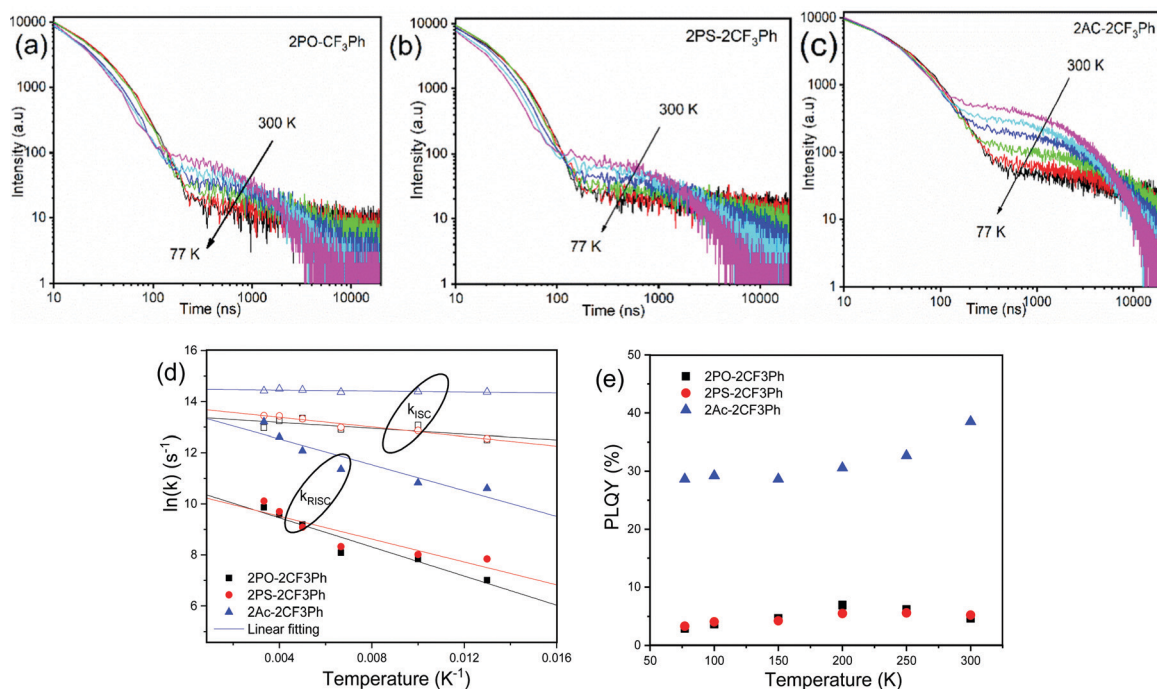 (a)
2PO-CF₃Ph
300 K
77 K
Intensity (a.u)
10000
1000
100
10
1
10
100
1000
10000
Time (ns)
(b)
2PS-2CF₃Ph
300 K
77 K
Intensity (a.u)
10000
1000
100
10
1
10
100
1000
10000
Time (ns)
(c)
2AC-2CF₃Ph
300 K
77 K
Intensity (a.u)
10000
1000
100
10
1
10
100
1000
10000
Time (ns)
(d)
k_ISC
k_RISC
2PO-2CF3Ph
2PS-2CF3Ph
2Ac-2CF3Ph
Linear fitting
ln(k) (s⁻¹)
16
14
12
10
8
6
0.004
0.008
0.012
0.016
Temperature (K⁻¹)
(e)
2PO-2CF3Ph
2PS-2CF3Ph
2Ac-2CF3Ph
PLQY (%)
50
40
30
20
10
0
50
100
150
200
250
300
Temperature (K)